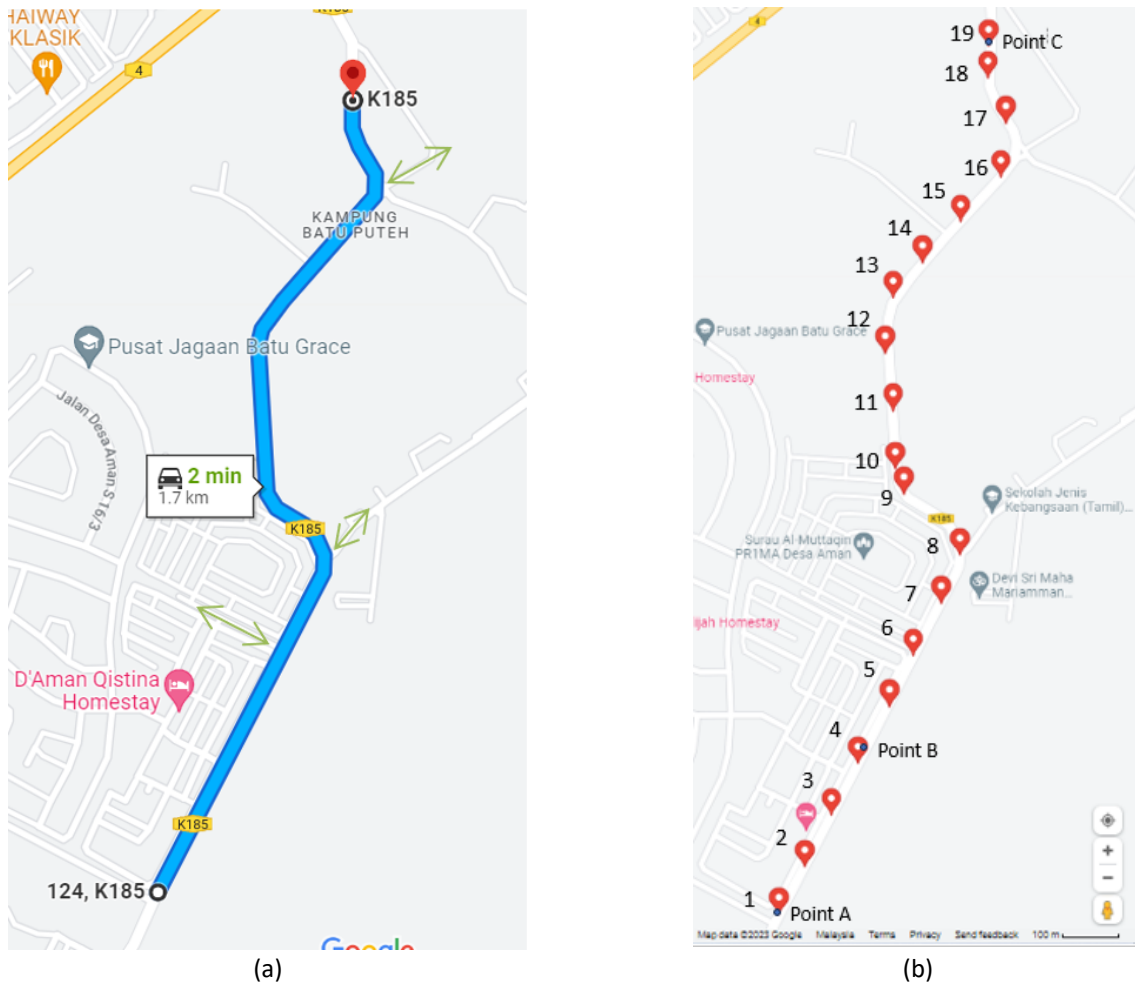 HAIWAY
KLASIK
4
K185
K185
KAMPUNG
BATU PUTEH
Pusat Jagaan Batu Grace
Jalan Desa Aman S 16/3
2 min
1.7 km
K185
D'Aman Qistina
Homestay
K185
124, K185
Google
(a)
4
19
Point C
18
17
16
15
14
13
12
Pusat Jagaan Batu Grace
Homestay
11
10
9
Sekolah Jenis
Kebangsaan (Tamil)...
K185
8
Surau Al-Muttaqin
PR1MA Desa Aman
Devi Sri Maha
Mariamman...
7
ijah Homestay
6
5
4
Point B
3
2
1
Point A
Map data ©2023 Google Malaysia Terms Privacy Send feedback 100 m
(b)